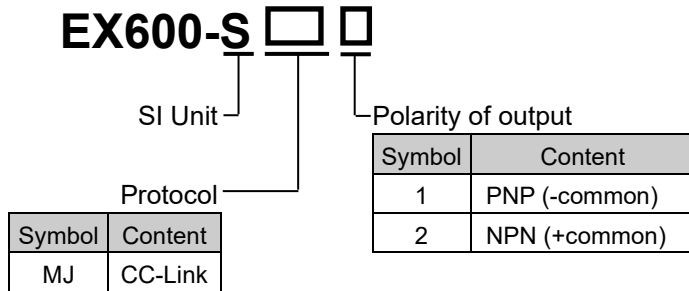 EX600-S □ □
SI Unit
Polarity of output
Symbol Content
1 PNP (-common)
2 NPN (+common)
Protocol
Symbol Content
MJ CC-Link